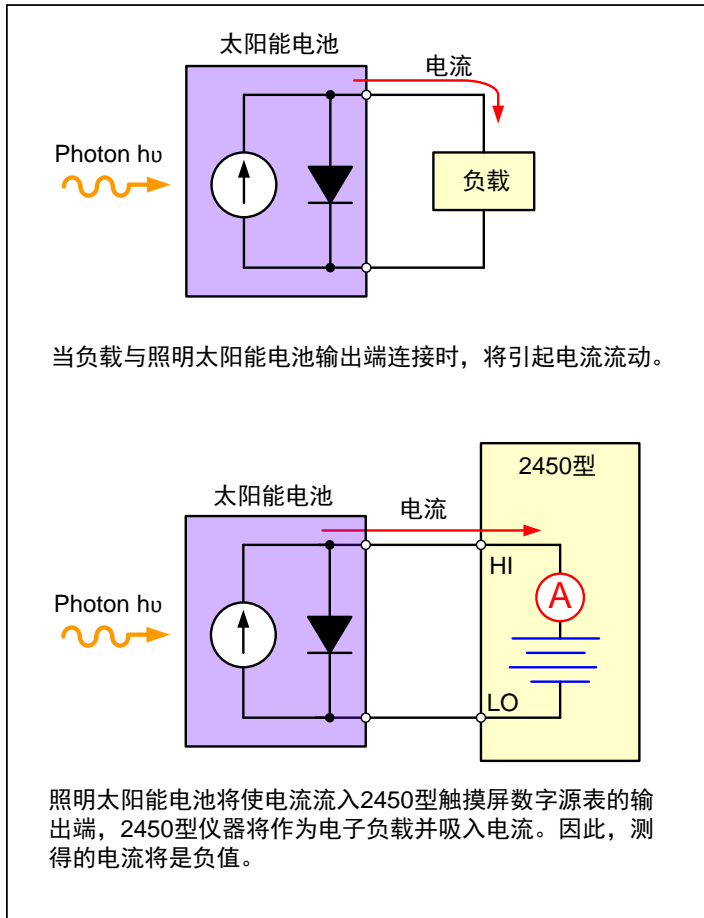 太阳能电池
电流
Photon hυ
负载
当负载与照明太阳能电池输出端连接时，将引起电流流动。
2450型
太阳能电池
电流
HI
A
Photon hυ
LO
照明太阳能电池将使电流流入2450型触摸屏数字源表的输
出端，2450型仪器将作为电子负载并吸入电流。因此，测
得的电流将是负值。